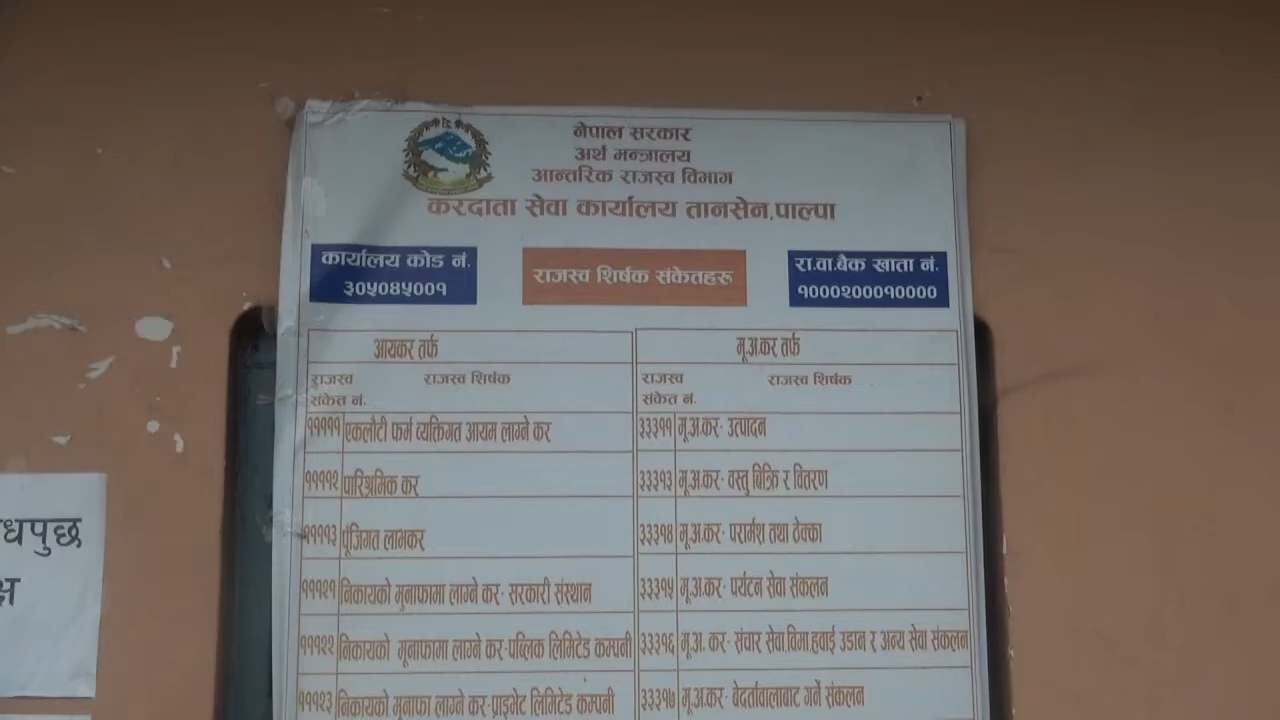 नेपाल सरकार
अर्थ मन्त्रालय
आन्तरिक राजस्व विभाग
करदाता सेवा कार्यालय तानसेन,पाल्पा
कार्यालय कोड नं.
३०५०४५००१
राजस्व शिर्षक संकेतहरू
रा.वा.बैक खाता नं.
१०००२०००१००००
आयकर तर्फ
राजस्व संकेत नं.
राजस्व शिर्षक
११११११ एकलौटी फर्म व्यक्तिगत आयम लाग्ने कर
११११२ पारिश्रमिक कर
११११३ पूंजिगत लाभकर
१११२१ निकायको मुनाफामा लाग्ने कर- सरकारी संस्थान
१११२२ निकायको मूनाफामा लाग्ने कर-पब्लिक लिमिटेड कम्पनी
१११२३ निकायको मुनाफा लाग्ने कर-प्राइभेट लिमिटेड कम्पनी
मू.अ.कर तर्फ
राजस्व संकेत नं.
राजस्व शिर्षक
३३३११ मू.अ.कर- उत्पादन
३३३१३ मू.अ.कर- वस्तु बिक्रि र वितरण
३३३१४ मू.अ.कर- परार्मश तथा ठेक्का
३३३१५ मू.अ.कर- पर्यटन सेवा संकलन
३३३१६ मू.अ. कर- संचार सेवा,विमा,हवाई उडान र अन्य सेवा संकलन
३३३१७ मू.अ.कर- बेदर्तावालाबाट गर्ने संकलन
धपुछ
क्ष